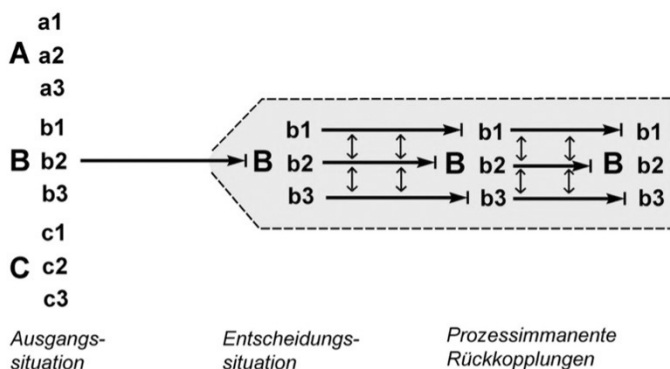 a1
A a2
a3
b1
B b2
b3
c1
C c2
c3
b1 b1 b1
B b2 B b2 B b2
b3 b3 b3
Ausgangs-
situation
Entscheidungs-
situation
Prozessimmanente
Rückkopplungen